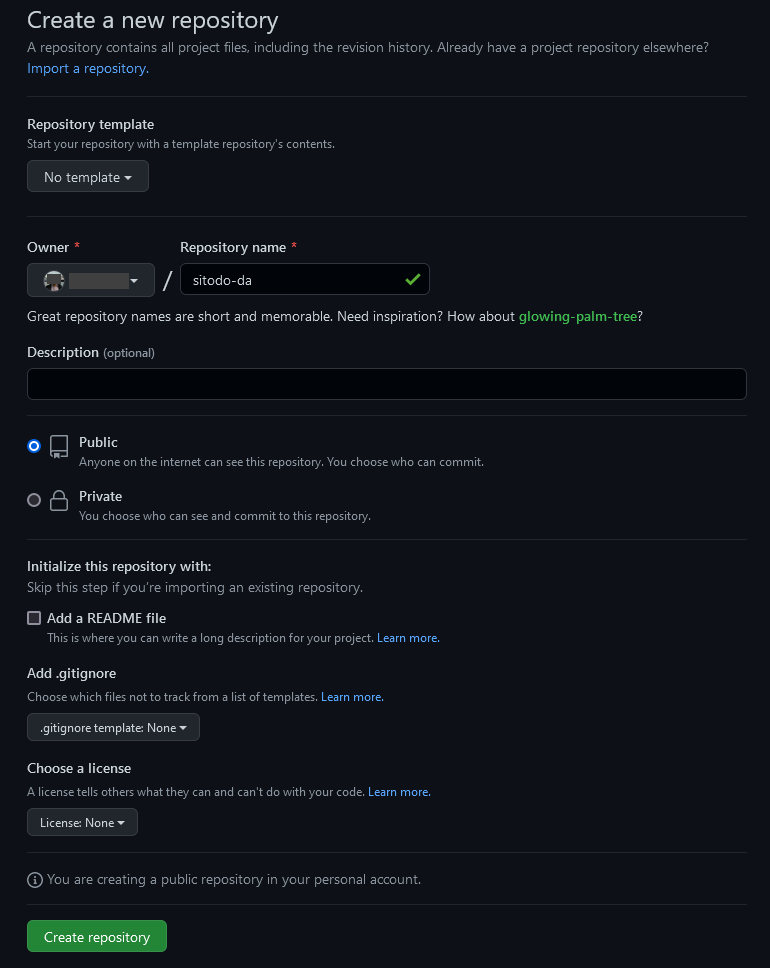 Create a new repository
A repository contains all project files, including the revision history. Already have a project repository elsewhere?
Import a repository.
Repository template
Start your repository with a template repository's contents.
No template
Owner *
Repository name *
/
sitodo-da
Great repository names are short and memorable. Need inspiration? How about glowing-palm-tree?
Description (optional)
Public
Anyone on the internet can see this repository. You choose who can commit.
Private
You choose who can see and commit to this repository.
Initialize this repository with:
Skip this step if you're importing an existing repository.
Add a README file
This is where you can write a long description for your project. Learn more.
Add .gitignore
Choose which files not to track from a list of templates. Learn more.
.gitignore template: None
Choose a license
A license tells others what they can and can't do with your code. Learn more.
License: None
You are creating a public repository in your personal account.
Create repository